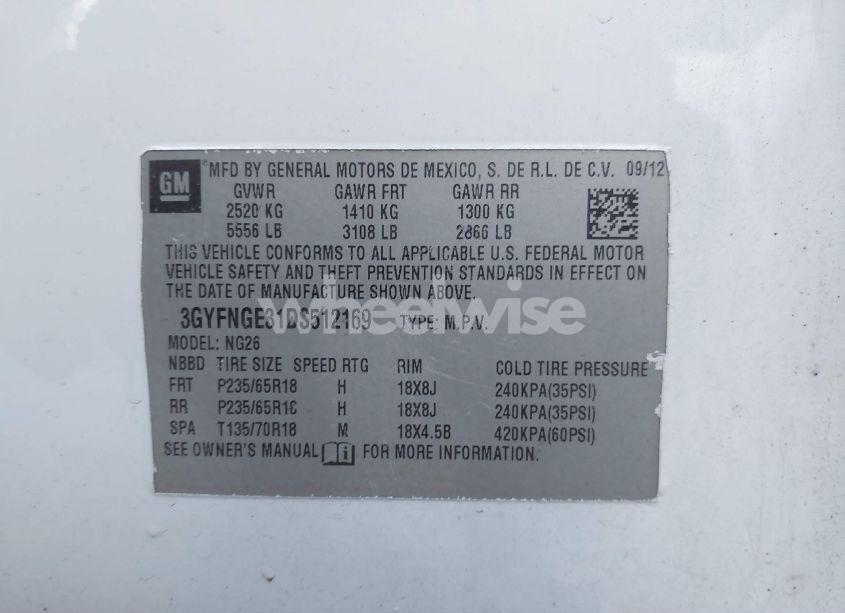 GM ® MFD BY GENERAL MOTORS DE MEXICO, S. DE R.L. DE C.V. 09/12
GVWR GAWR FRT GAWR RR
2520 KG 1410 KG 1300 KG
5556 LB 3108 LB 2866 LB
THIS VEHICLE CONFORMS TO ALL APPLICABLE U.S. FEDERAL MOTOR
VEHICLE SAFETY AND THEFT PREVENTION STANDARDS IN EFFECT ON
THE DATE OF MANUFACTURE SHOWN ABOVE.
wheelwise
3GYFNGE31DS512169 TYPE: M.P.V.
MODEL: NG26
NBBD TIRE SIZE SPEED RTG RIM COLD TIRE PRESSURE
FRT P235/65R18 H 18X8J 240KPA(35PSI)
RR P235/65R18 H 18X8J 240KPA(35PSI)
SPA T135/70R18 M 18X4.5B 420KPA(60PSI)
SEE OWNER'S MANUAL FOR MORE INFORMATION.